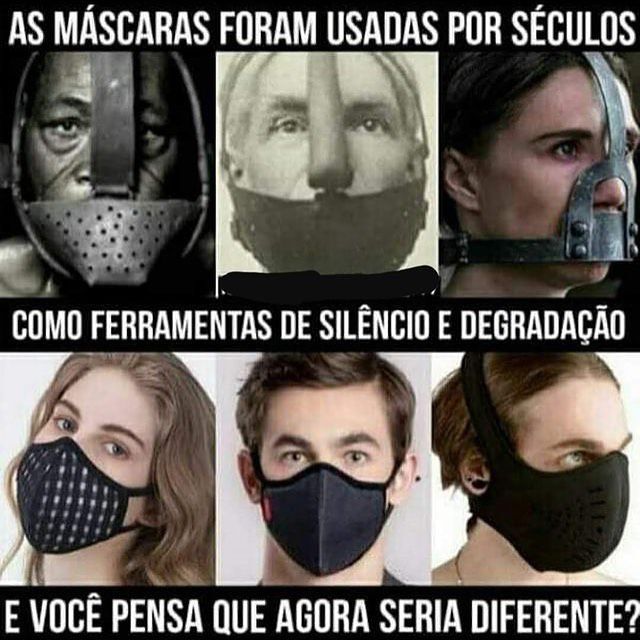 AS MÁSCARAS FORAM USADAS POR SÉCULOS
COMO FERRAMENTAS DE SILÊNCIO E DEGRADAÇÃO
E VOCÊ PENSA QUE AGORA SERIA DIFERENTE?